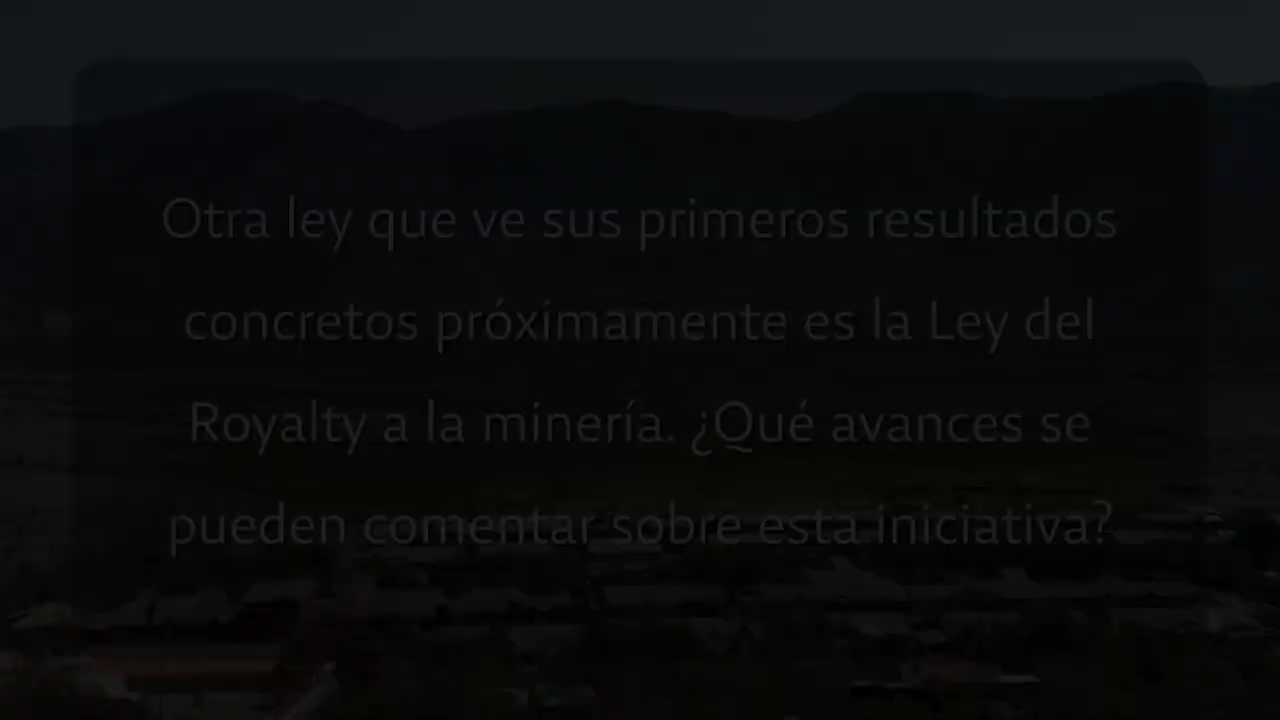 Otra ley que ve sus primeros resultados
concretos próximamente es la Ley del
Royalty a la minería. ¿Qué avances se
pueden comentar sobre esta iniciativa?